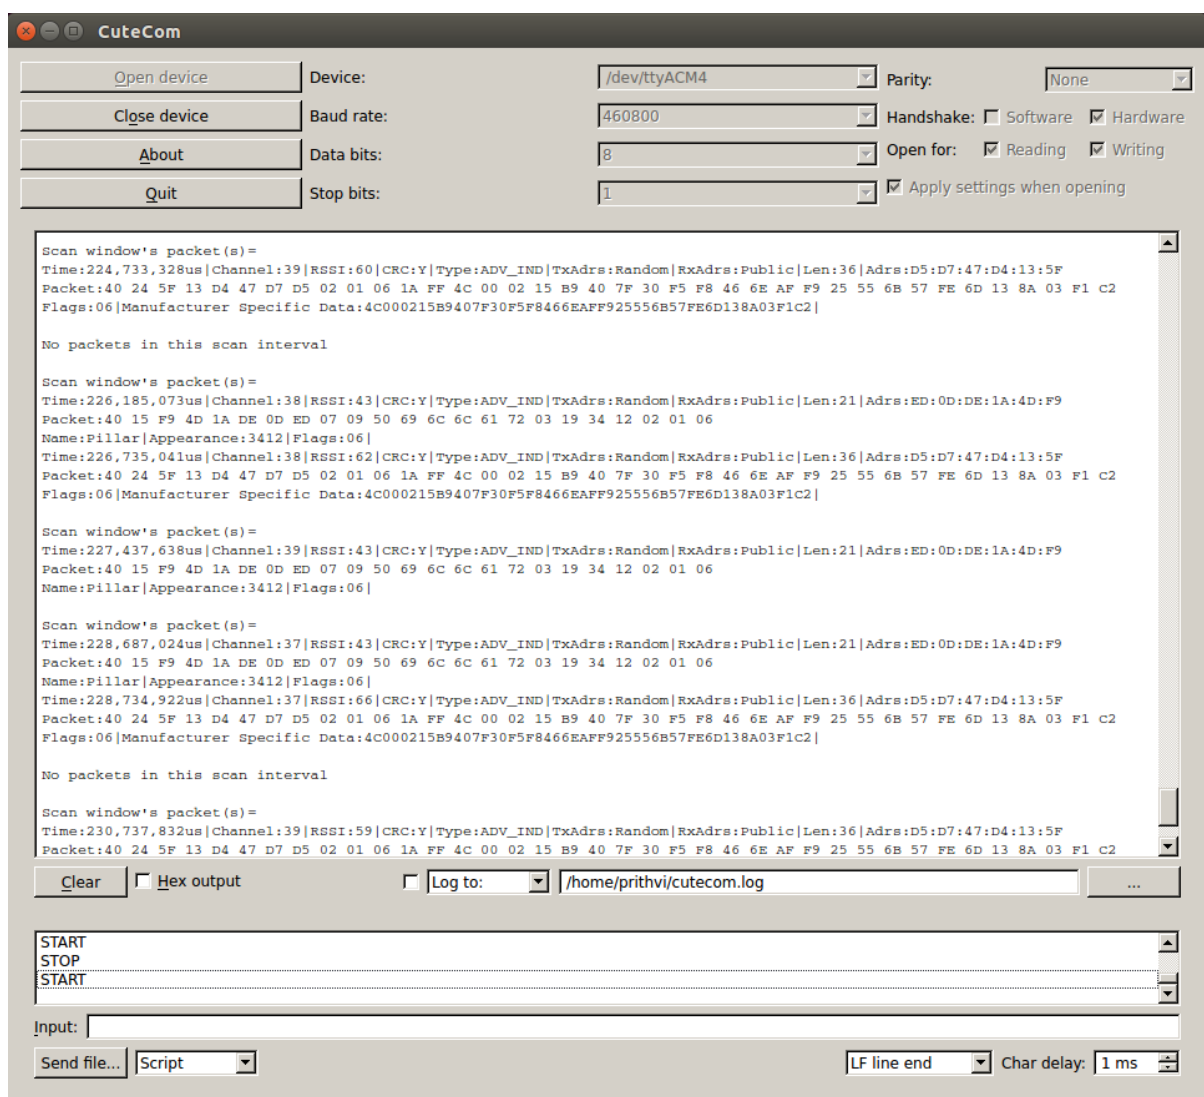 CuteCom
Open device
Device:
/dev/ttyACM4
Parity:
None
Close device
Baud rate:
460800
Handshake:
Software
Hardware
About
Data bits:
8
Open for:
Reading
Writing
Quit
Stop bits:
1
Apply settings when opening
Scan window's packet(s)=
Time:224,733,328us|Channel:39|RSSI:60|CRC:Y|Type:ADV_IND|TxAdrs:Random|RxAdrs:Public|Len:36|Adrs:D5:D7:47:D4:13:5F
Packet:40 24 5F 13 D4 47 D7 D5 02 01 06 1A FF 4C 00 02 15 B9 40 7F 30 F5 F8 46 6E AF F9 25 55 6B 57 FE 6D 13 8A 03 F1 C2
Flags:06|Manufacturer Specific Data:4C000215B9407F30F5F8466EAFF925556B57FE6D138A03F1C2|
No packets in this scan interval
Scan window's packet(s)=
Time:226,185,073us|Channel:38|RSSI:43|CRC:Y|Type:ADV_IND|TxAdrs:Random|RxAdrs:Public|Len:21|Adrs:ED:0D:DE:1A:4D:F9
Packet:40 15 F9 4D 1A DE 0D ED 07 09 50 69 6C 6C 61 72 03 19 34 12 02 01 06
Name:Pillar|Appearance:3412|Flags:06|
Time:226,735,041us|Channel:38|RSSI:62|CRC:Y|Type:ADV_IND|TxAdrs:Random|RxAdrs:Public|Len:36|Adrs:D5:D7:47:D4:13:5F
Packet:40 24 5F 13 D4 47 D7 D5 02 01 06 1A FF 4C 00 02 15 B9 40 7F 30 F5 F8 46 6E AF F9 25 55 6B 57 FE 6D 13 8A 03 F1 C2
Flags:06|Manufacturer Specific Data:4C000215B9407F30F5F8466EAFF925556B57FE6D138A03F1C2|
Scan window's packet(s)=
Time:227,437,638us|Channel:39|RSSI:43|CRC:Y|Type:ADV_IND|TxAdrs:Random|RxAdrs:Public|Len:21|Adrs:ED:0D:DE:1A:4D:F9
Packet:40 15 F9 4D 1A DE 0D ED 07 09 50 69 6C 6C 61 72 03 19 34 12 02 01 06
Name:Pillar|Appearance:3412|Flags:06|
Scan window's packet(s)=
Time:228,687,024us|Channel:37|RSSI:43|CRC:Y|Type:ADV_IND|TxAdrs:Random|RxAdrs:Public|Len:21|Adrs:ED:0D:DE:1A:4D:F9
Packet:40 15 F9 4D 1A DE 0D ED 07 09 50 69 6C 6C 61 72 03 19 34 12 02 01 06
Name:Pillar|Appearance:3412|Flags:06|
Time:228,734,922us|Channel:37|RSSI:66|CRC:Y|Type:ADV_IND|TxAdrs:Random|RxAdrs:Public|Len:36|Adrs:D5:D7:47:D4:13:5F
Packet:40 24 5F 13 D4 47 D7 D5 02 01 06 1A FF 4C 00 02 15 B9 40 7F 30 F5 F8 46 6E AF F9 25 55 6B 57 FE 6D 13 8A 03 F1 C2
Flags:06|Manufacturer Specific Data:4C000215B9407F30F5F8466EAFF925556B57FE6D138A03F1C2|
No packets in this scan interval
Scan window's packet(s)=
Time:230,737,832us|Channel:39|RSSI:59|CRC:Y|Type:ADV_IND|TxAdrs:Random|RxAdrs:Public|Len:36|Adrs:D5:D7:47:D4:13:5F
Packet:40 24 5F 13 D4 47 D7 D5 02 01 06 1A FF 4C 00 02 15 B9 40 7F 30 F5 F8 46 6E AF F9 25 55 6B 57 FE 6D 13 8A 03 F1 C2
Clear
Hex output
Log to:
/home/prithvi/cutecom.log
...
START
STOP
START
Input:
Send file...
Script
LF line end
Char delay:
1 ms